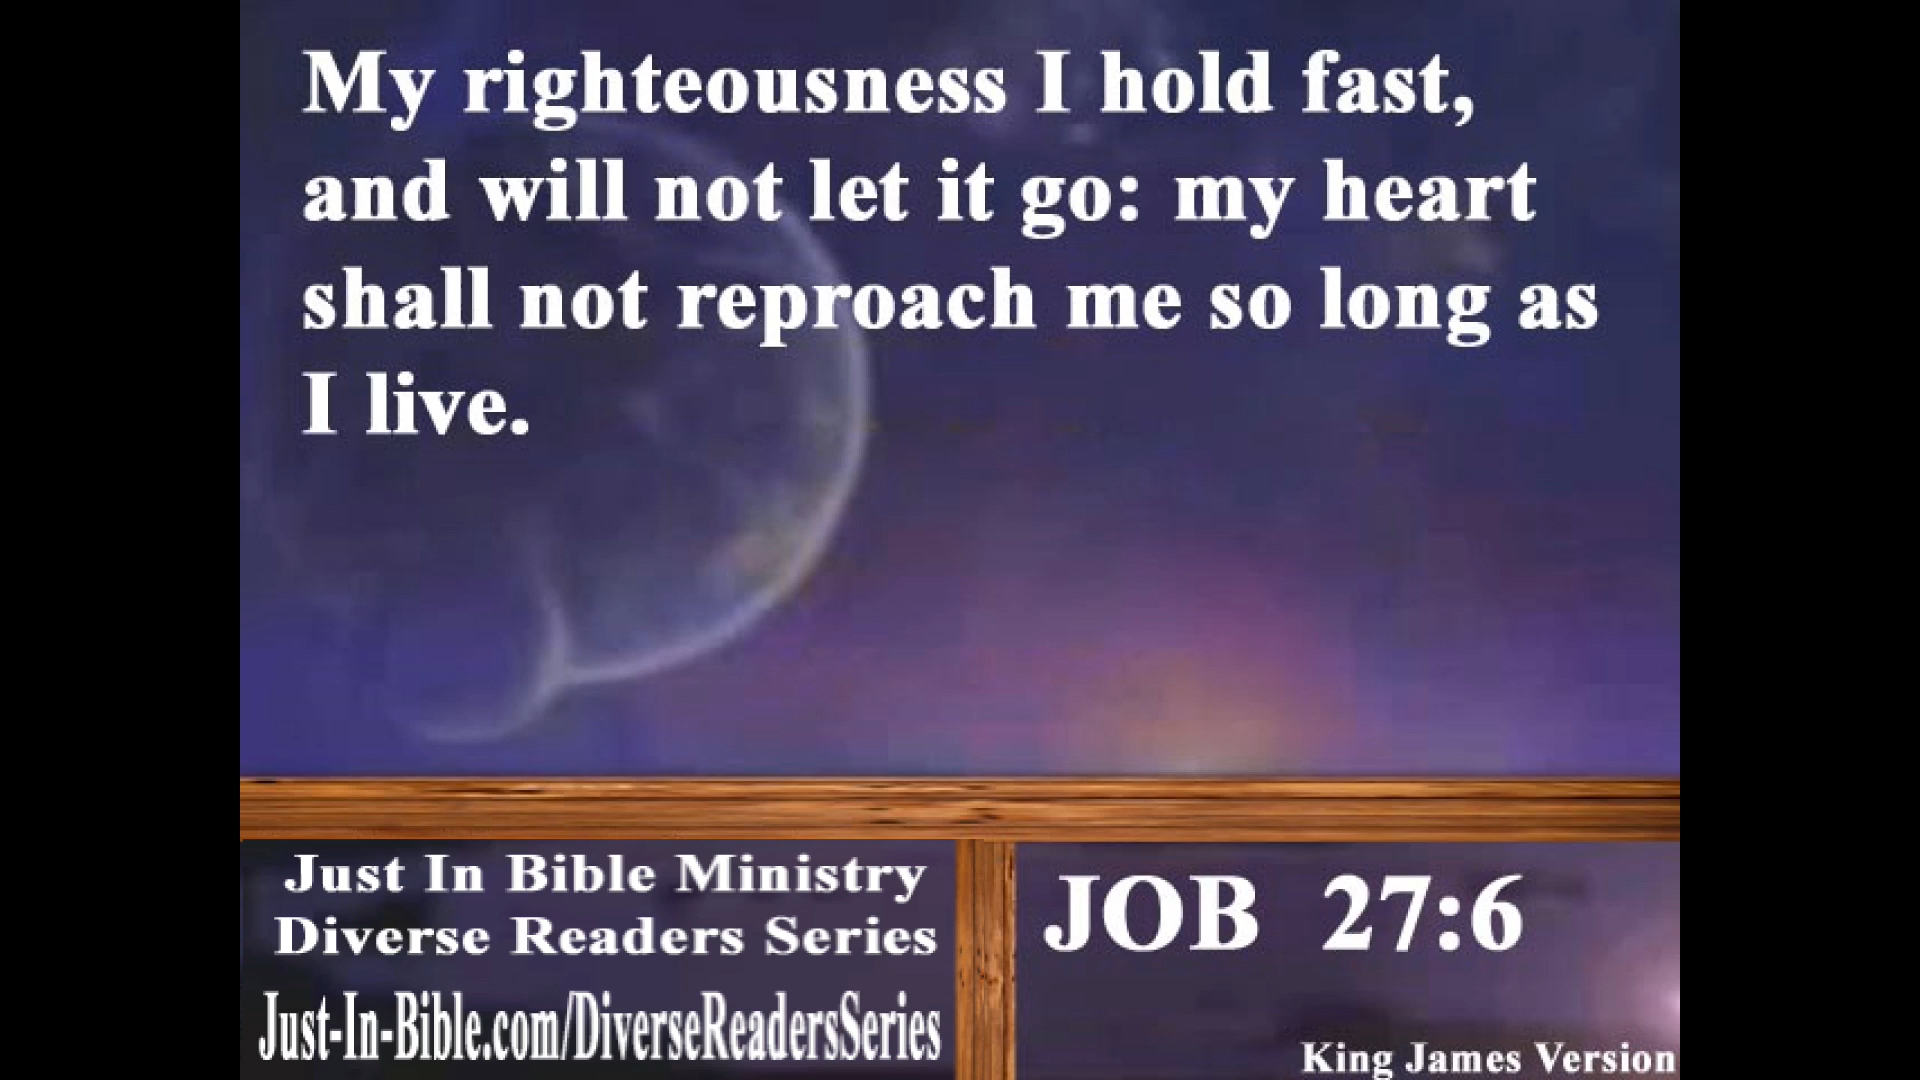 My righteousness I hold fast,
and will not let it go: my heart
shall not reproach me so long as
I live.
Just In Bible Ministry
Diverse Readers Series
Just-In-Bible.com/DiverseReadersSeries
JOB 27:6
King James Version